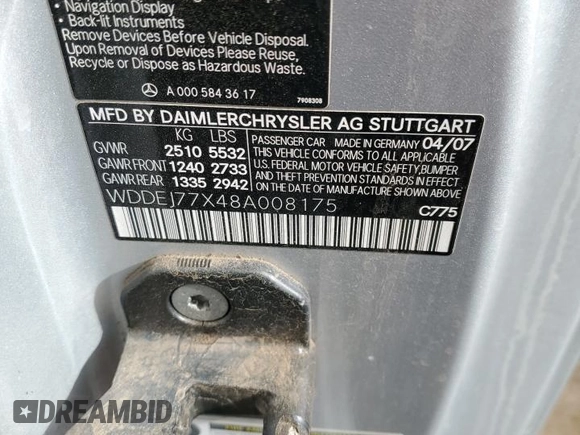 • Navigation Display
• Back-lit Instruments
Remove Devices Before Vehicle Disposal.
Upon Removal of Devices Please Reuse,
Recycle or Dispose as Hazardous Waste.
A 000 584 36 17
7908308
MFD BY DAIMLERCHRYSLER AG STUTTGART
KG LBS
GVWR 2510 5532
GAWR FRONT 1240 2733
GAWR REAR 1335 2942
PASSENGER CAR MADE IN GERMANY 04/07
THIS VEHICLE CONFORMS TO ALL APPLICABLE
U.S. FEDERAL MOTOR VEHICLE SAFETY, BUMPER
AND THEFT PREVENTION STANDARDS IN EFFECT
ON THE DATE OF MANUFACTURE SHOWN ABOVE
WDDEJ77X48A008175
C775
DREAMBID